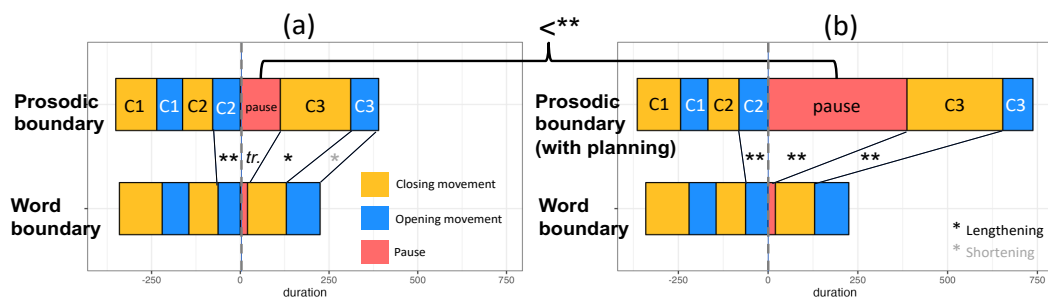 (a)
<**
(b)
C1 C1 C2 C2 pause C3 C3
C1 C1 C2 C2 pause C3 C3
Prosodic
boundary
Prosodic
boundary
(with planning)
** tr. * *
** ** **
Closing movement
Opening movement
Pause
Word
boundary
Word
boundary
* Lengthening
* Shortening
-250 0 250 500 750
duration
-250 0 250 500 750
duration